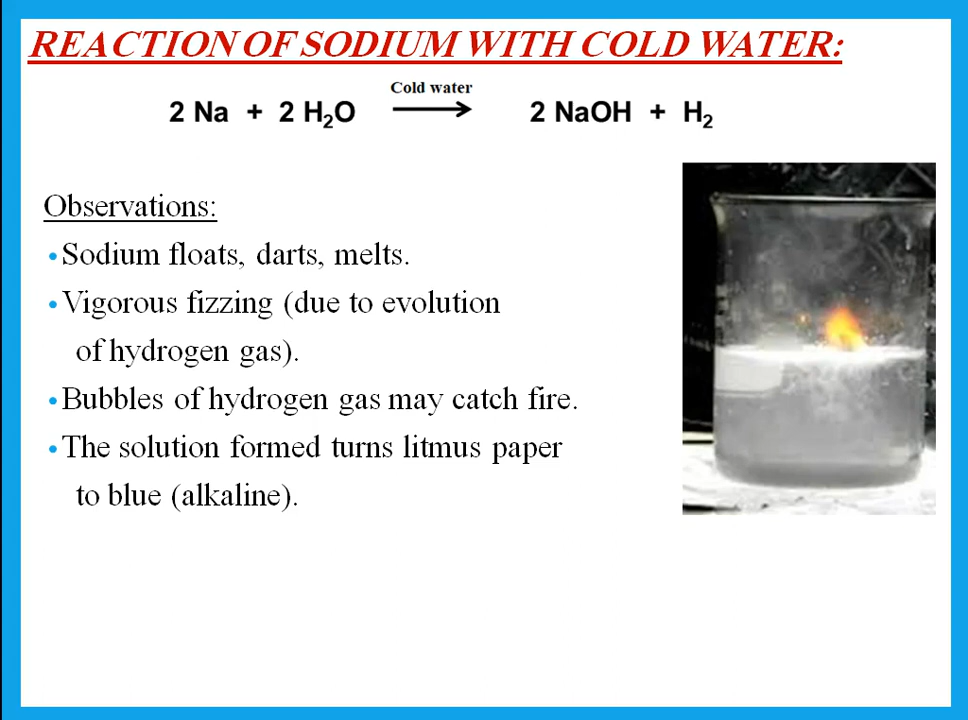 REACTION OF SODIUM WITH COLD WATER:
Cold water
2 Na + 2 H₂O ⟶ 2 NaOH + H₂
Observations:
•Sodium floats, darts, melts.
•Vigorous fizzing (due to evolution
of hydrogen gas).
•Bubbles of hydrogen gas may catch fire.
•The solution formed turns litmus paper
to blue (alkaline).